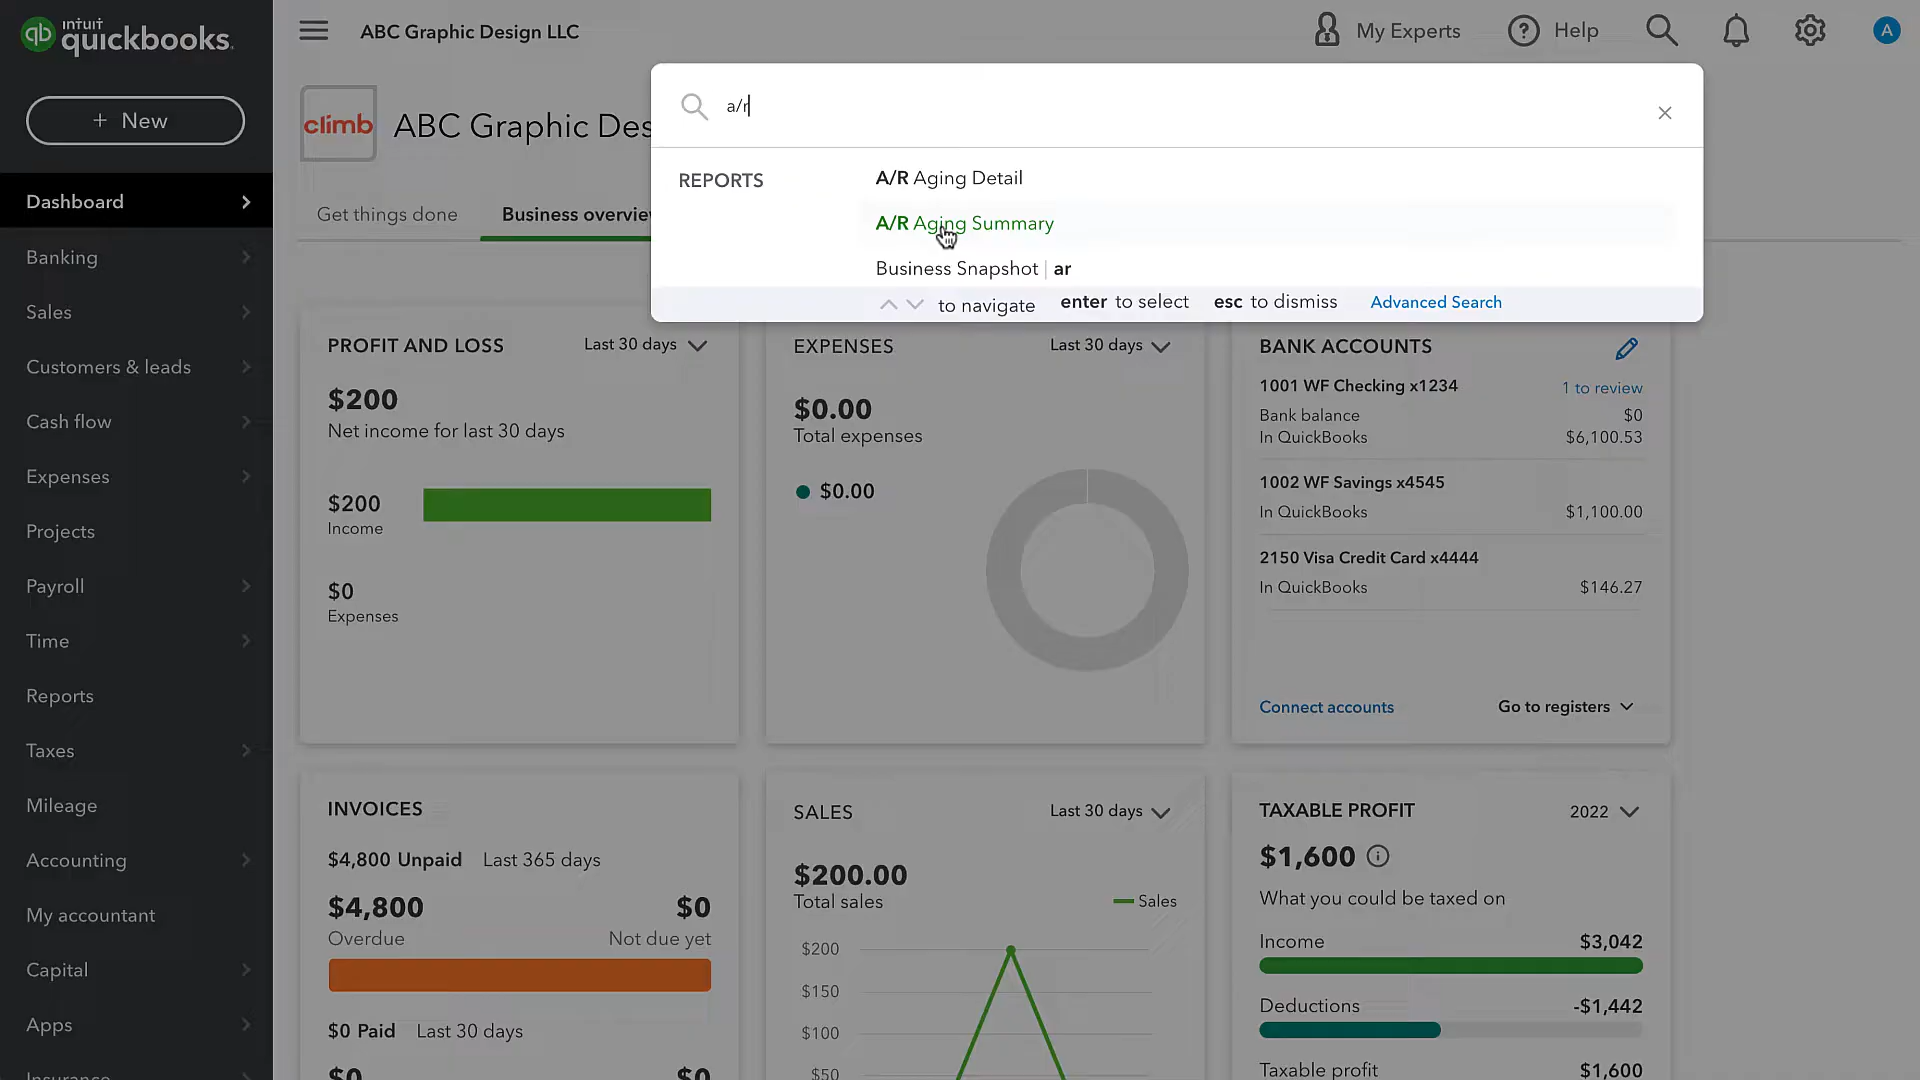 intuit
quickbooks.
+ New
Dashboard
Banking
Sales
Customers & leads
Cash flow
Expenses
Projects
Payroll
Time
Reports
Taxes
Mileage
Accounting
My accountant
Capital
Apps
Insurance
ABC Graphic Design LLC
My Experts
Help
A
climb
ABC Graphic Des
Get things done
Business overview
a/r
REPORTS
A/R Aging Detail
A/R Aging Summary
Business Snapshot | ar
to navigate enter to select esc to dismiss Advanced Search
PROFIT AND LOSS
Last 30 days
$200
Net income for last 30 days
$200
Income
$0
Expenses
EXPENSES
Last 30 days
$0.00
Total expenses
$0.00
BANK ACCOUNTS
1001 WF Checking x1234
1 to review
Bank balance
$0
In QuickBooks
$6,100.53
1002 WF Savings x4545
In QuickBooks
$1,100.00
2150 Visa Credit Card x4444
In QuickBooks
$146.27
Connect accounts
Go to registers
INVOICES
$4,800 Unpaid Last 365 days
$4,800
$0
Overdue
Not due yet
$0 Paid Last 30 days
$0
$0
SALES
Last 30 days
$200.00
Total sales
Sales
$200
$150
$100
$50
TAXABLE PROFIT
2022
$1,600
What you could be taxed on
Income
$3,042
Deductions
-$1,442
Taxable profit
$1,600